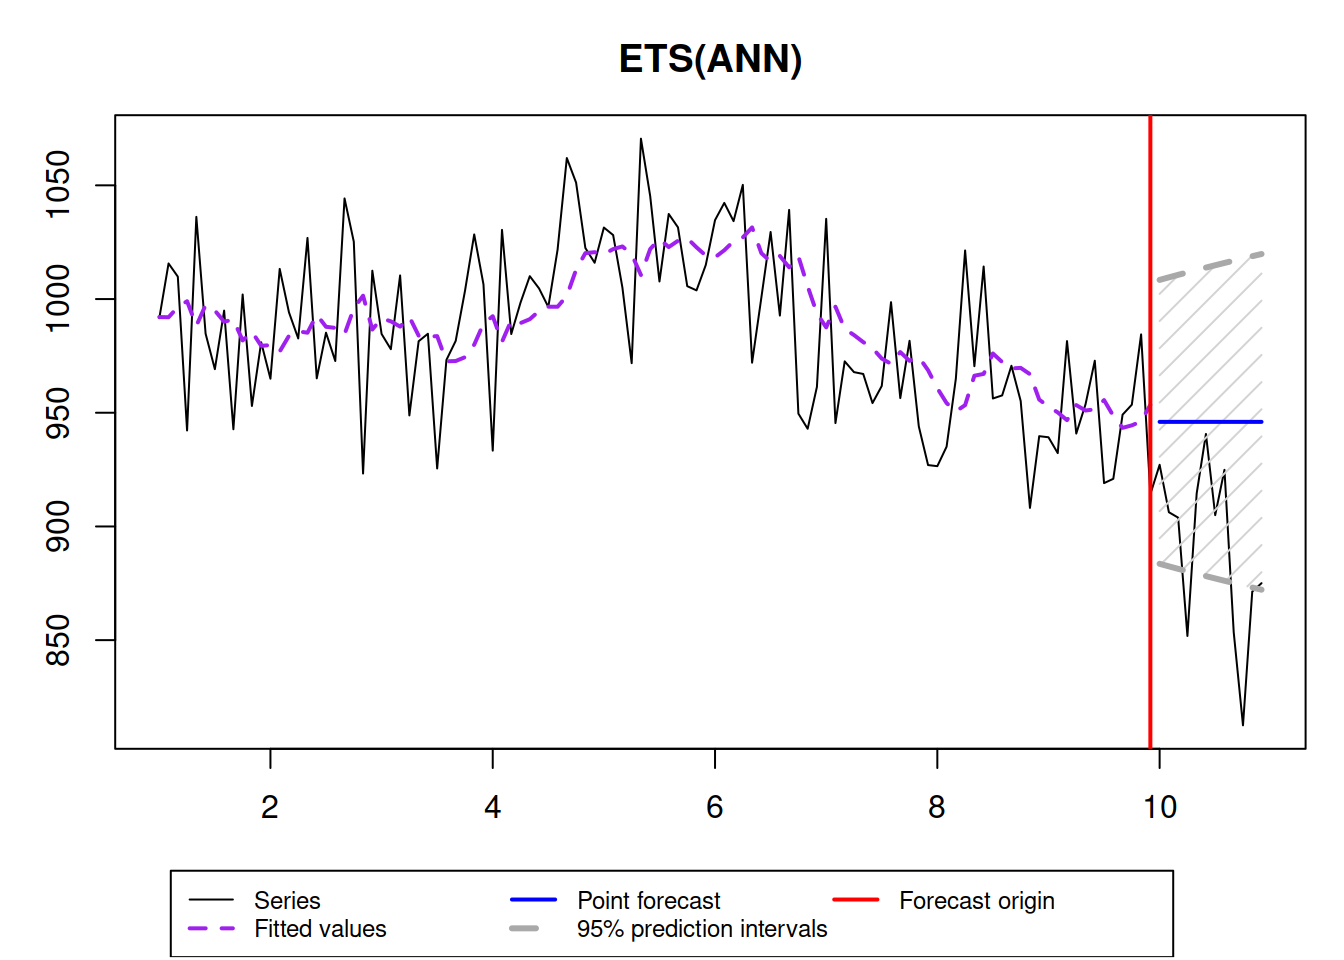 ETS(ANN)
1050
1000
950
900
850
2 4 6 8 10
Series Point forecast Forecast origin
Fitted values 95% prediction intervals